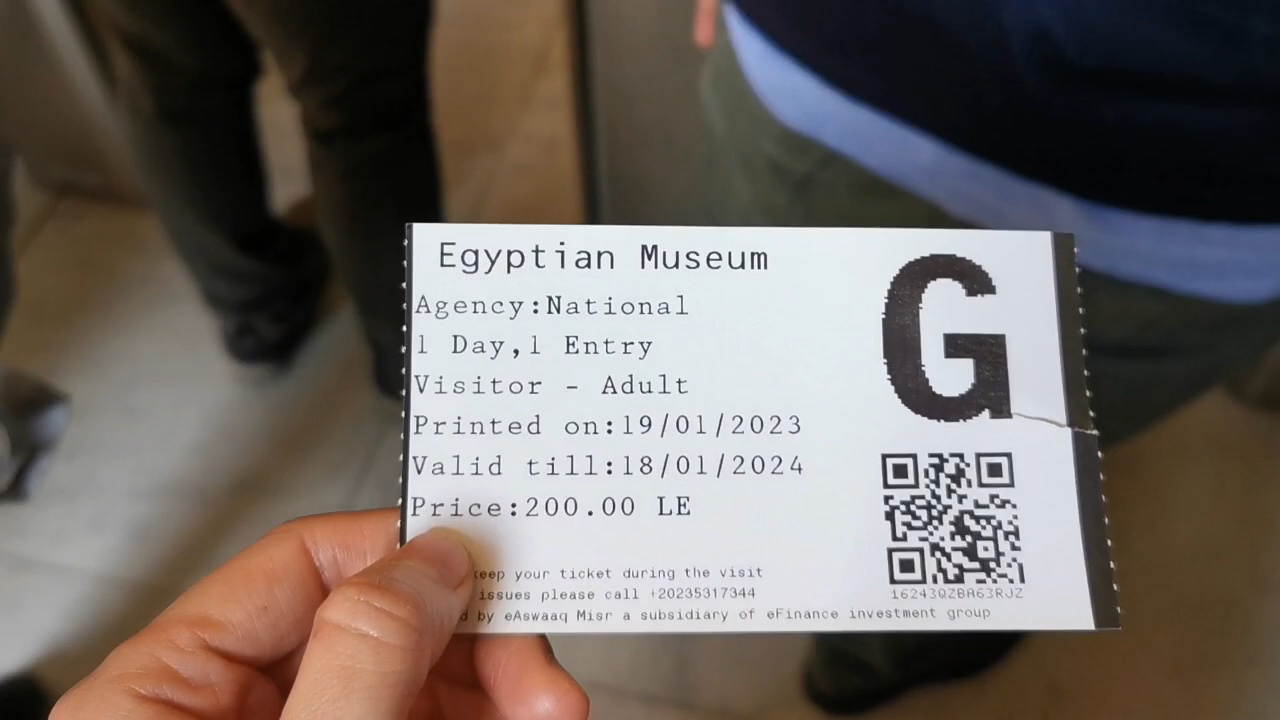 Egyptian Museum
Agency:National
1 Day,1 Entry
Visitor - Adult
Printed on:19/01/2023
Valid till:18/01/2024
Price:200.00 LE
G
16243QZBA63RJZ
keep your ticket during the visit
issues please call +20235317344
by eAswaaq Misr a subsidiary of eFinance investment group